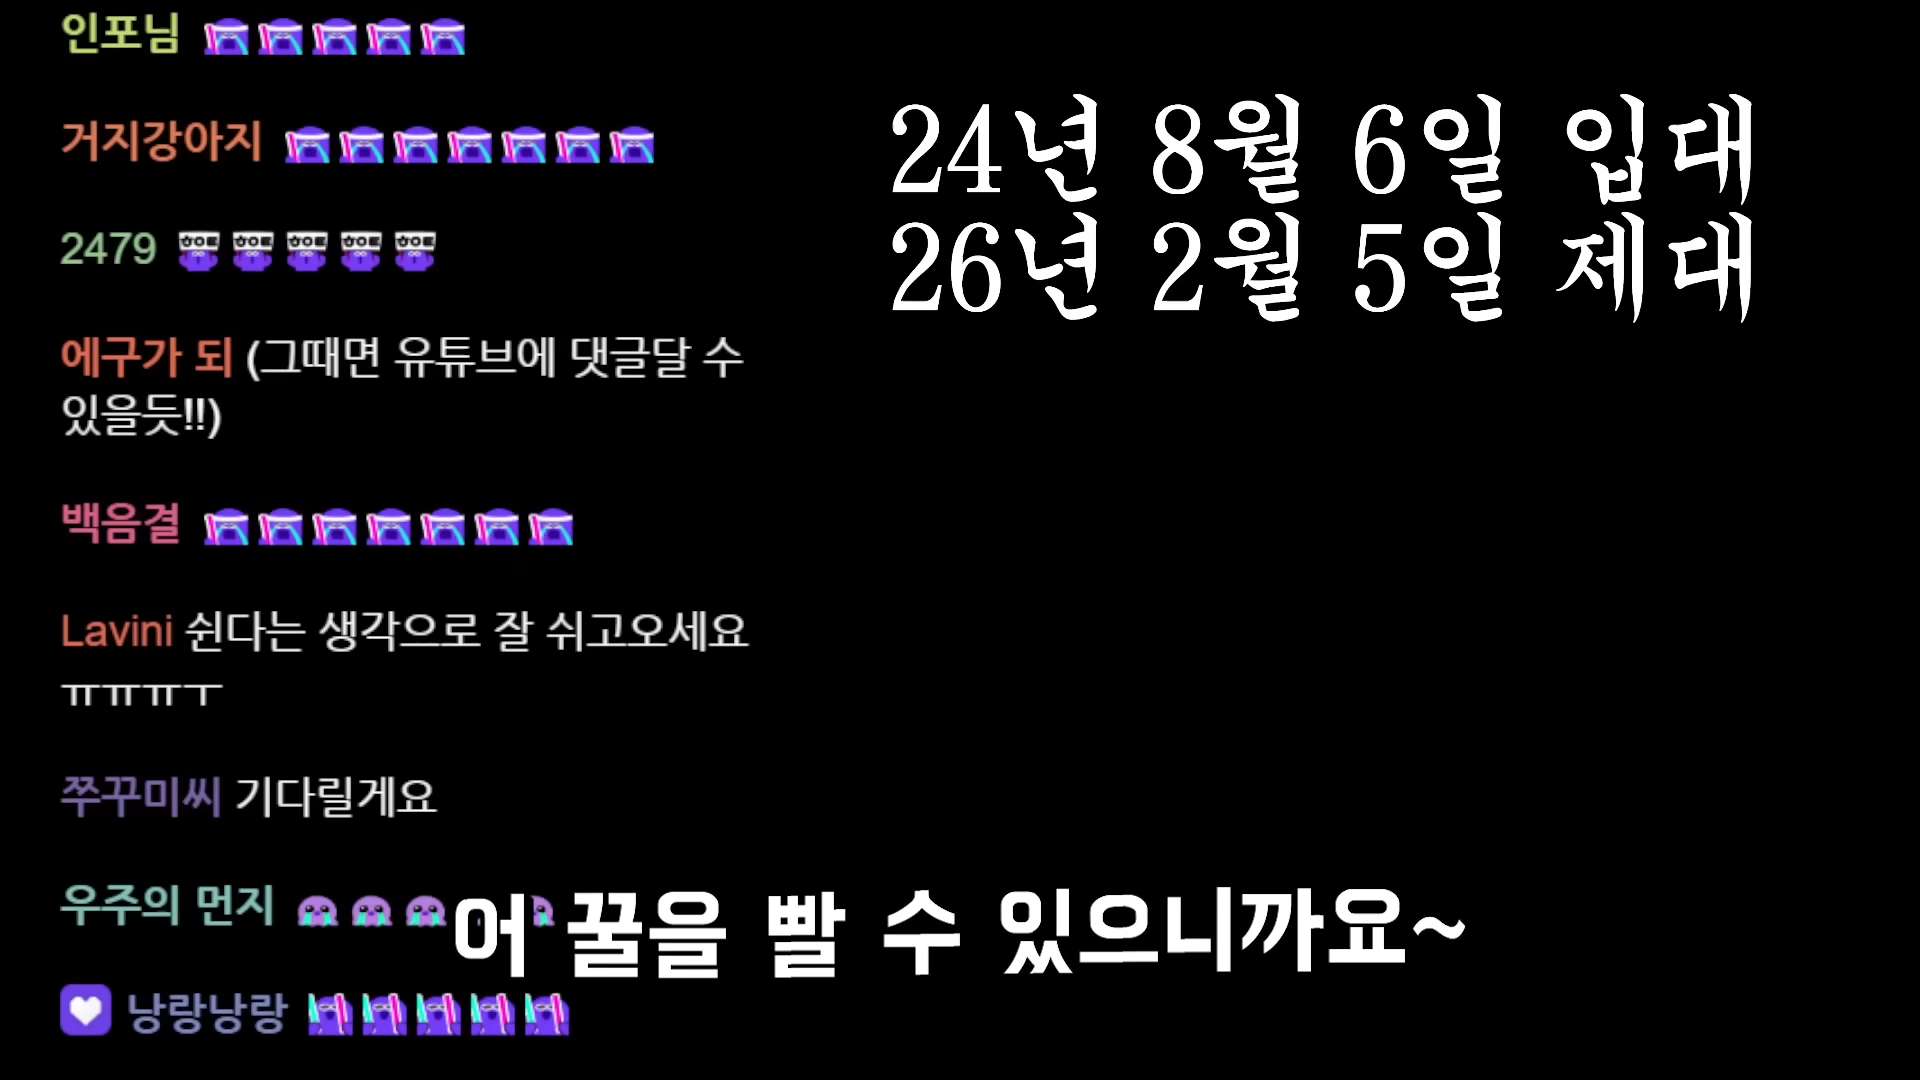 인포님
거지강아지
2479
에구가 되 (그때면 유튜브에 댓글달 수
있을듯!!)
백음결
Lavini 쉰다는 생각으로 잘 쉬고오세요
ㅠㅠㅠㅜ
쭈꾸미씨 기다릴게요
우주의 먼지
낭랑낭랑
24년 8월 6일 입대
26년 2월 5일 제대
어 꿀을 빨 수 있으니까요~